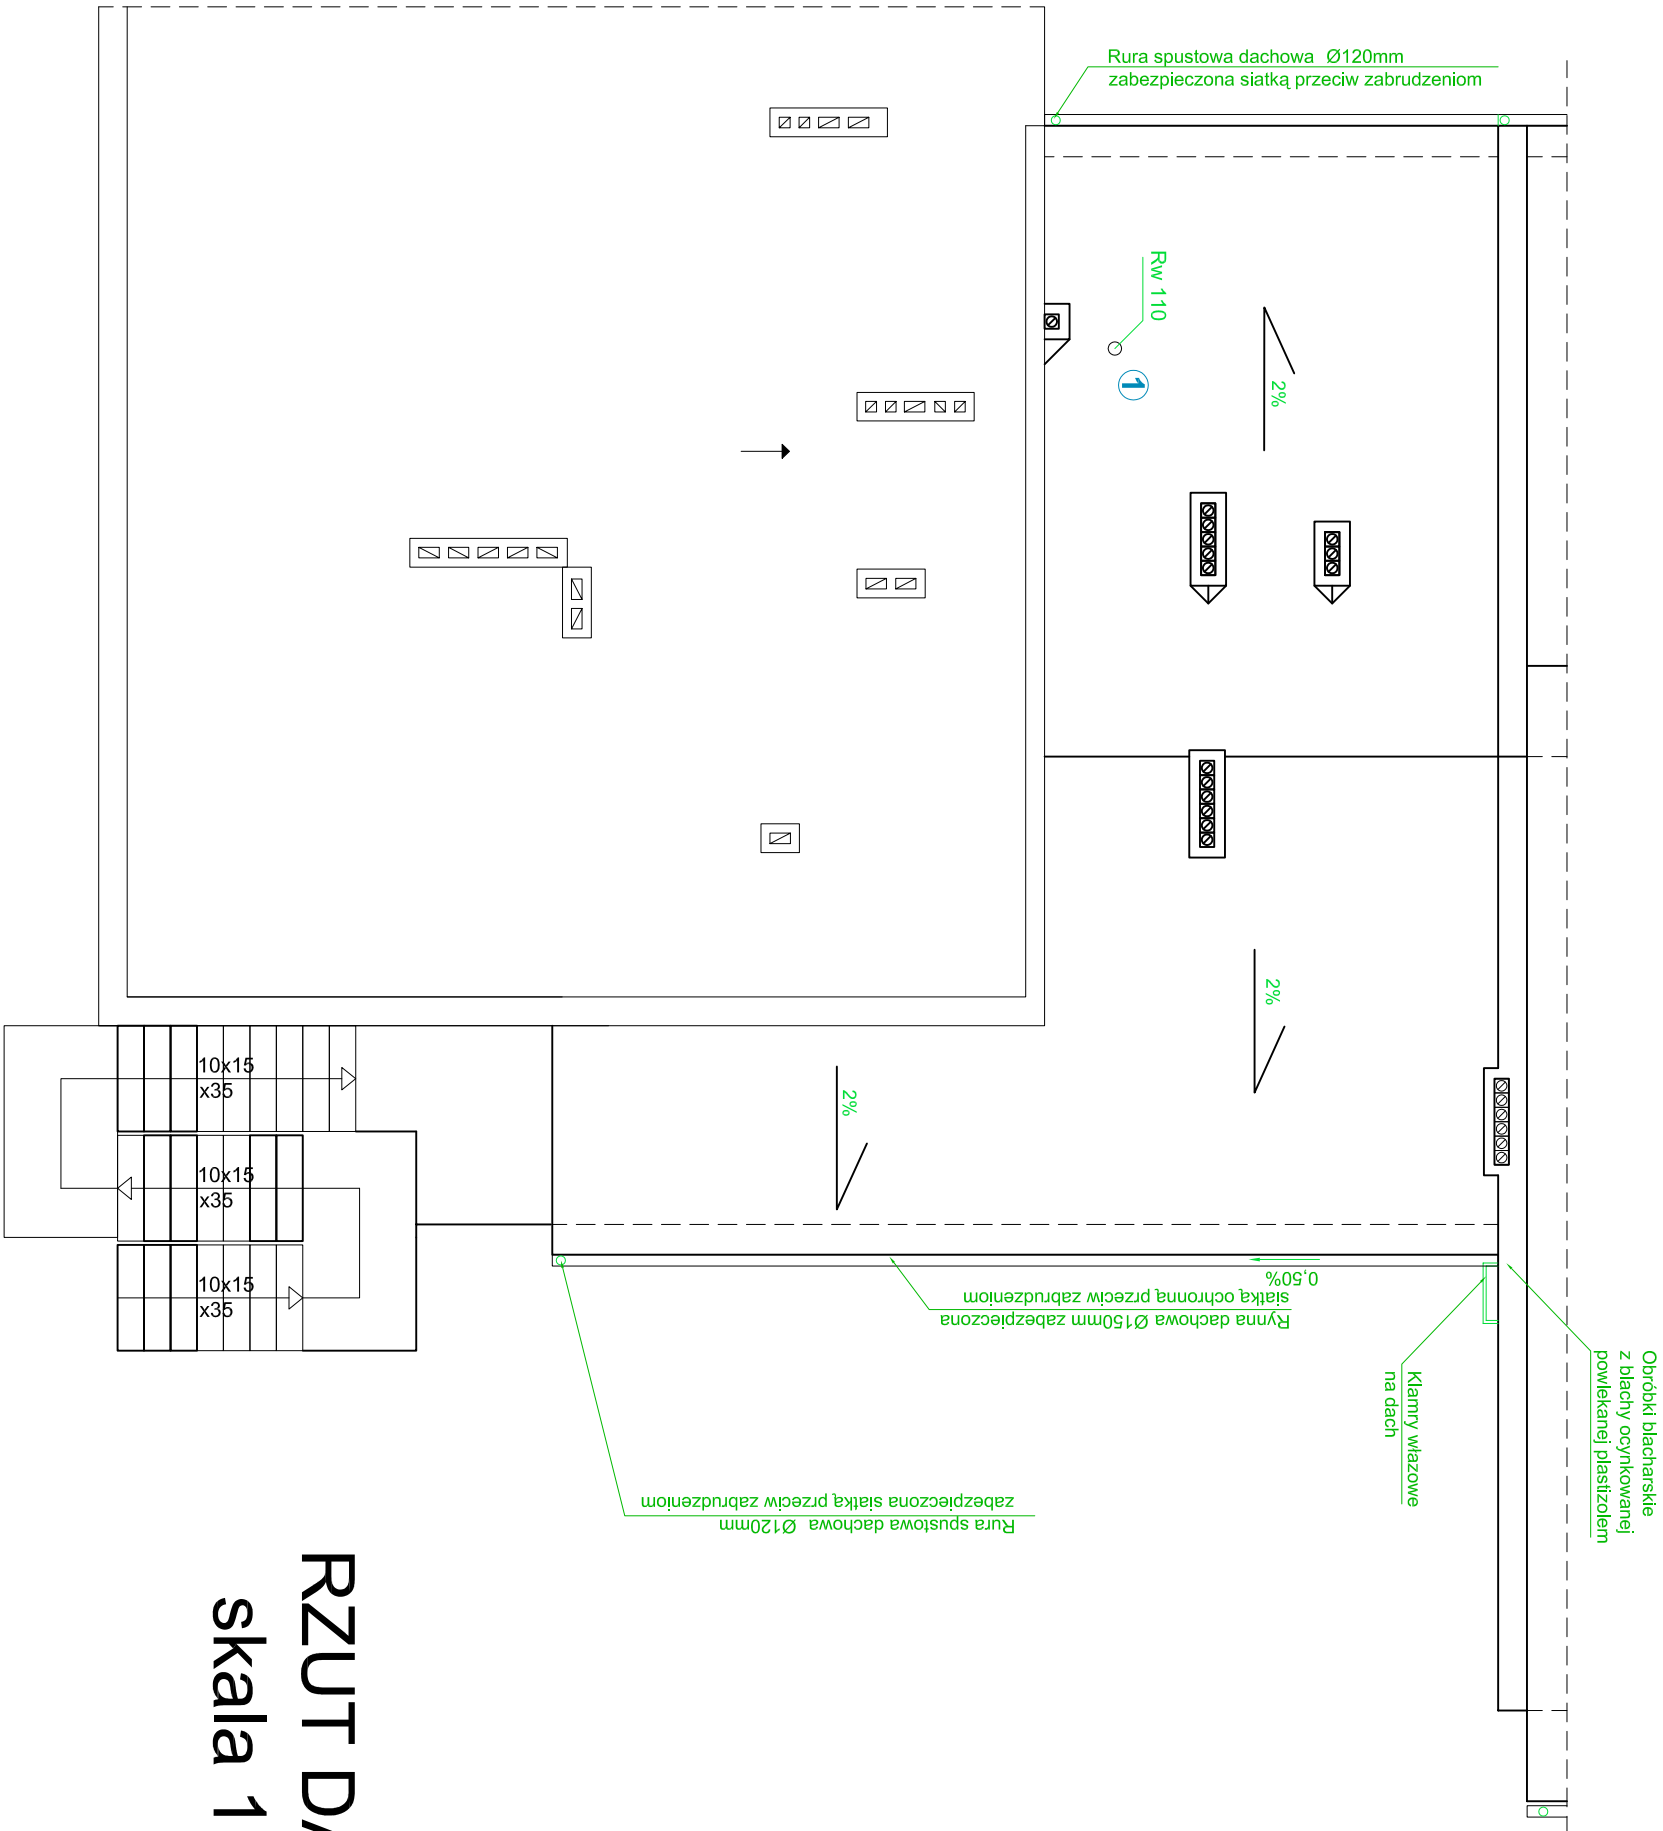 Rura spustowa dachowa Ø120mm
zabezpieczona siatką przeciw zabrudzeniom
Rw 110
1
2%
2%
2%
10x15
x35
10x15
x35
10x15
x35
0,50%
Rynna dachowa Ø150mm zabezpieczona
siatką ochronną przeciw zabrudzeniom
Klamry włazowe
na dach
Obróbki blacharskie
z blachy ocynkowanej
powlekanej plastizolem
Rura spustowa dachowa Ø120mm
zabezpieczona siatką przeciw zabrudzeniom
RZUT D
skala 1